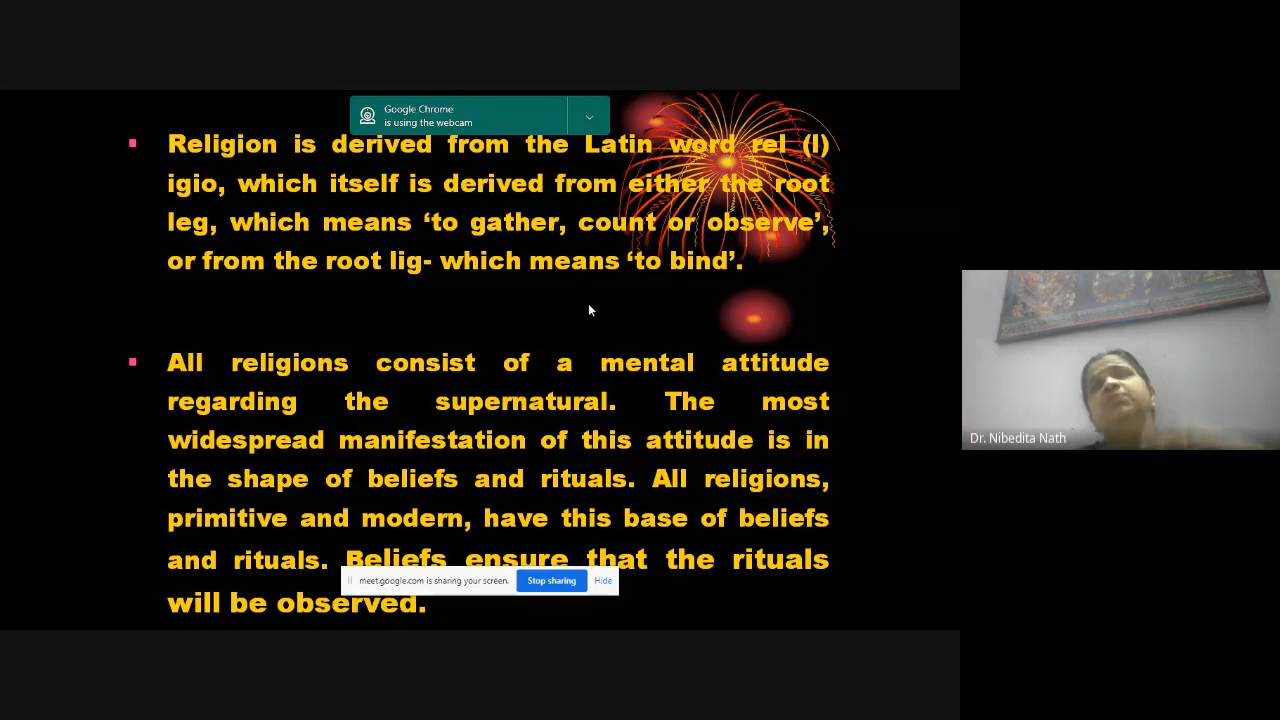 Google Chrome
is using the webcam
Religion is derived from the Latin word rel (l)
igio, which itself is derived from either the root
leg, which means ‘to gather, count or observe’,
or from the root lig- which means ‘to bind’.
All religions consist of a mental attitude
regarding the supernatural. The most
widespread manifestation of this attitude is in
the shape of beliefs and rituals. All religions,
primitive and modern, have this base of beliefs
and rituals. Beliefs ensure that the rituals
meet.google.com is sharing your screen. Stop sharing Hide
will be observed.
Dr. Nibedita Nath